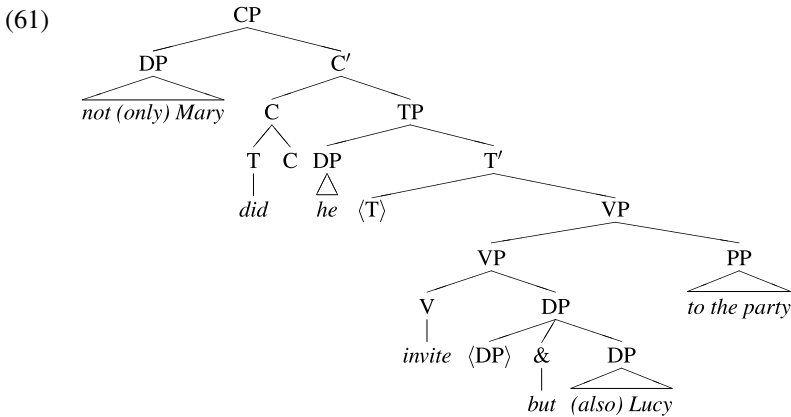 (61)
CP
DP C′
not (only) Mary C TP
T C DP T′
did he ⟨T⟩ VP
VP PP
V DP to the party
invite ⟨DP⟩ & DP
but (also) Lucy